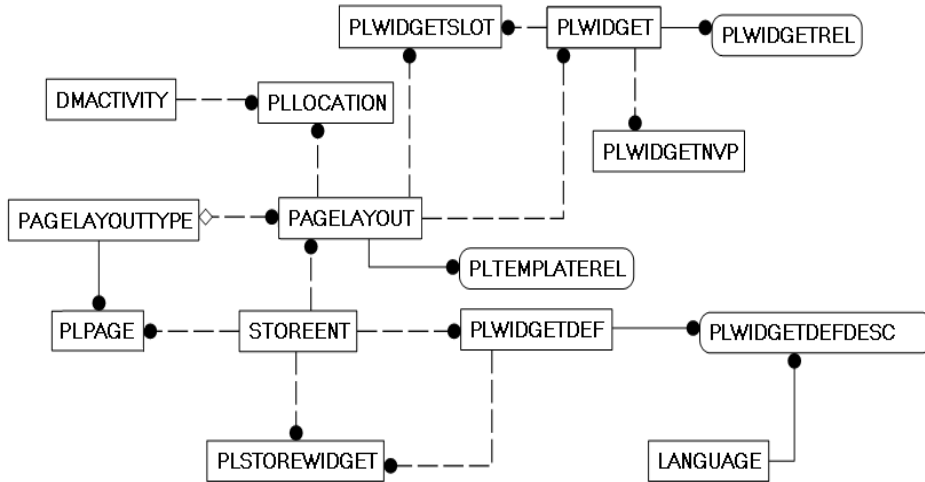 PLWIDGETSLOT
PLWIDGET
PLWIDGETREL
DMACTIVITY
PLLOCATION
PLWIDGETNVP
PAGELAYOUTTYPE
PAGELAYOUT
PLTEMPLATEREL
PLPAGE
STOREENT
PLWIDGETDEF
PLWIDGETDEFDESC
PLSTOREWIDGET
LANGUAGE